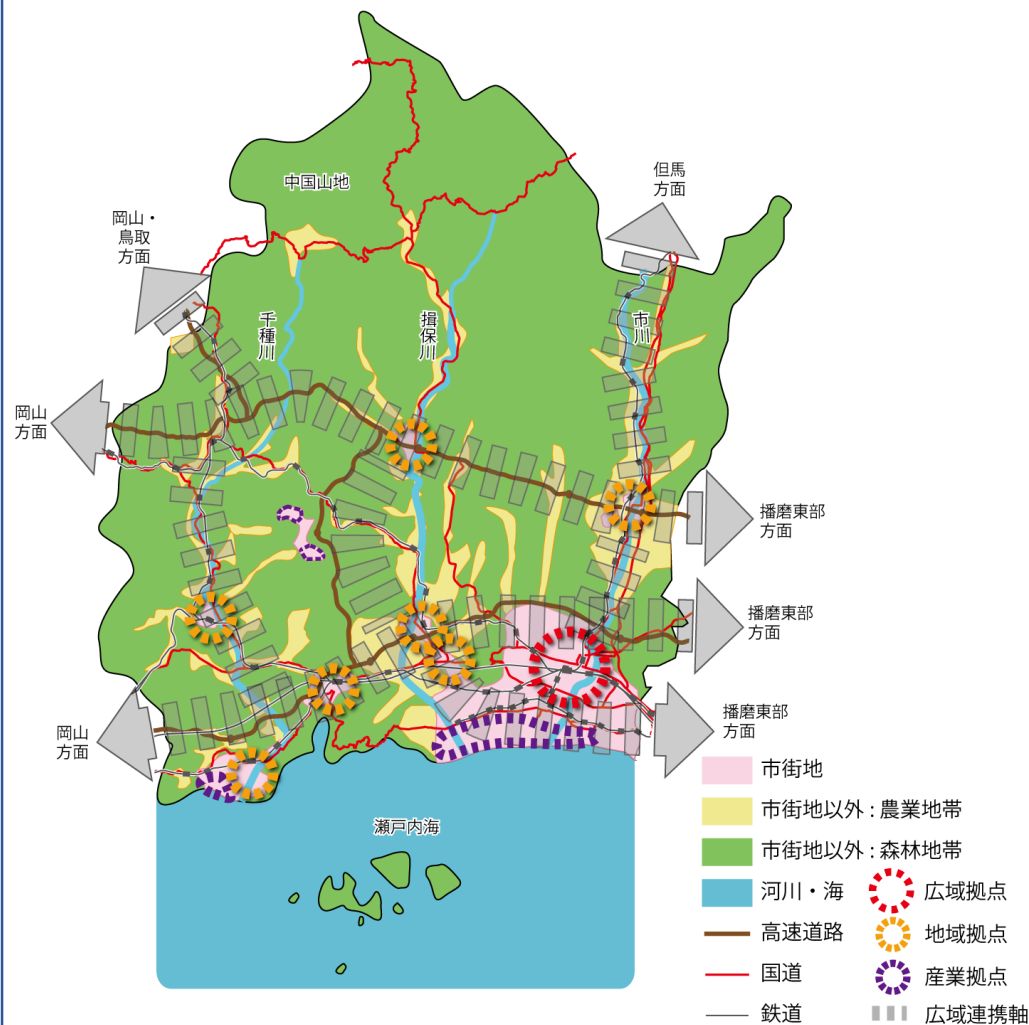 中国山地
但馬
方面
岡山・
鳥取
方面
千種川
揖保川
市川
岡山
方面
播磨東部
方面
播磨東部
方面
播磨東部
方面
岡山
方面
瀬戸内海
市街地
市街地以外：農業地帯
市街地以外：森林地帯
河川・海
広域拠点
高速道路
地域拠点
国道
産業拠点
鉄道
広域連携軸